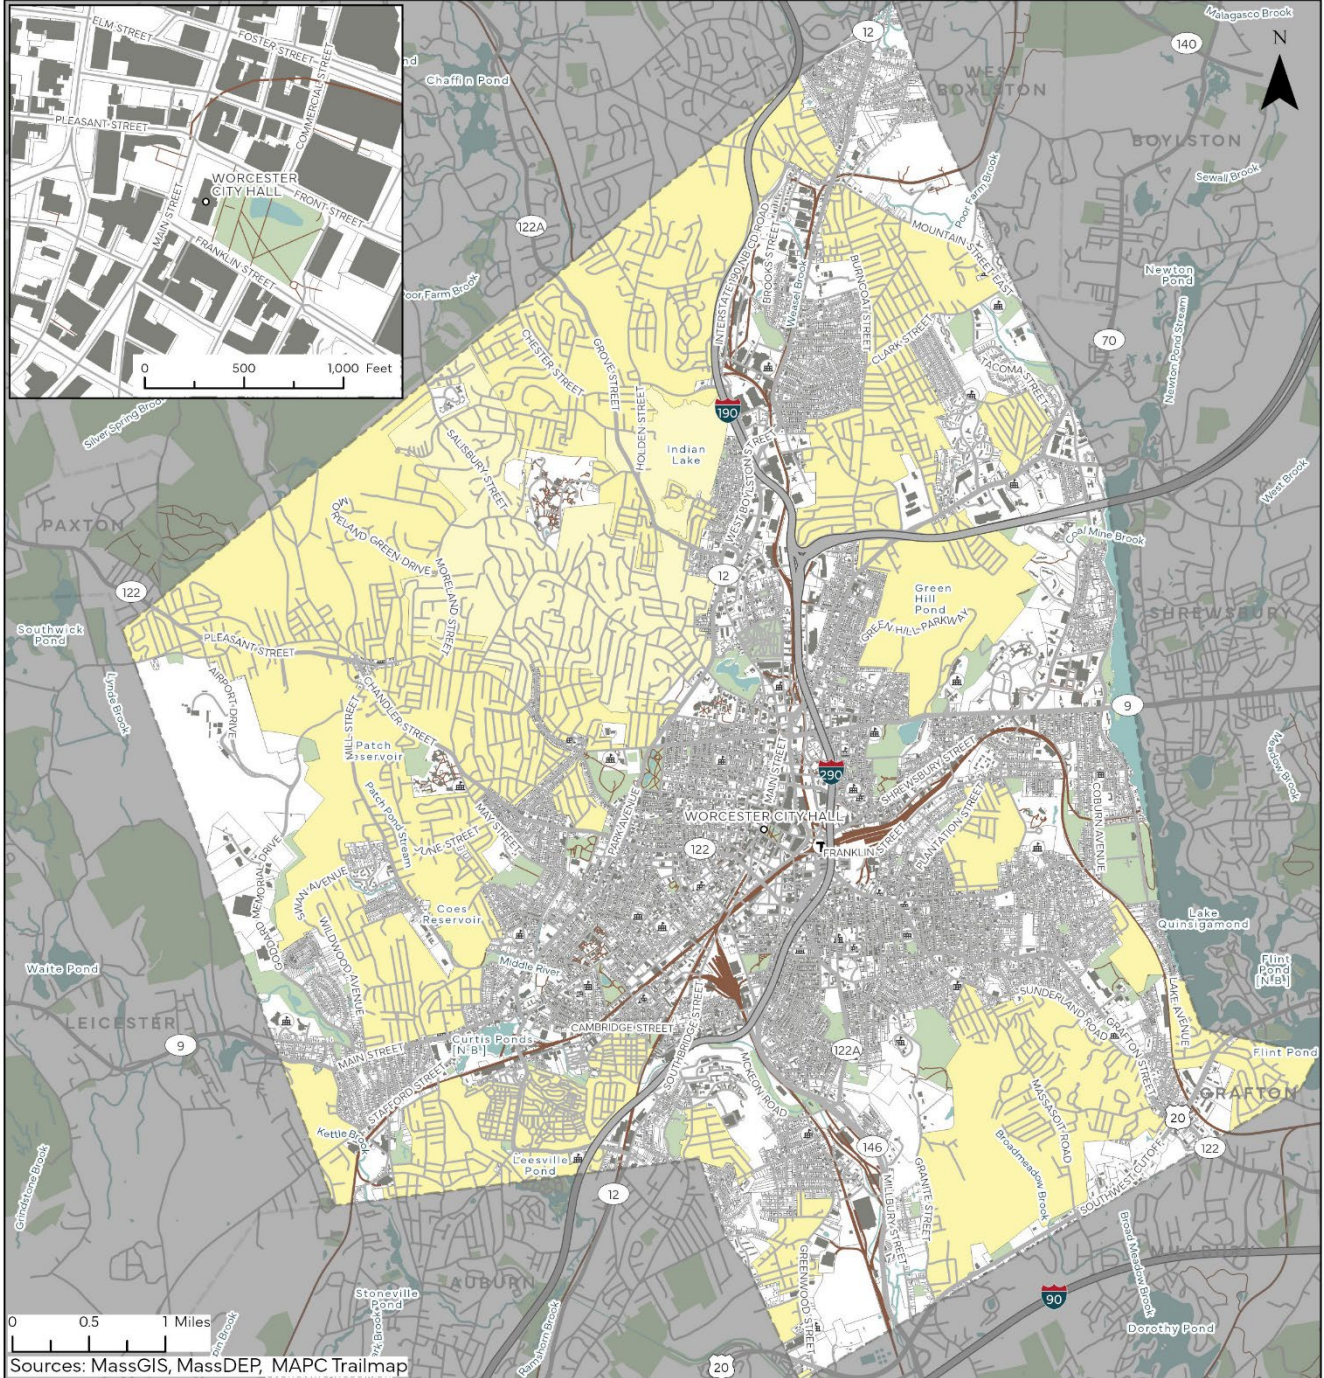 ELM STREET
FOSTER STREET
COMMERCIAL STREET
PLEASANT STREET
WORCESTER
CITY HALL
MAIN STREET
FRONT STREET
FRANKLIN STREET
0 500 1,000 Feet
Chaffin Pond
12
Malagasco Brook
140
N
WEST
BOYLSTON
BOYLSTON
Sewall Brook
Poor Farm Brook
122A
Poor Farm Brook
MOUNTAIN STREET EAST
Newton
Pond
Newton Pond Stream
INTERSTATE 190 NB CD ROAD
BROOKS STREET
Weasel Brook
BURNCOAT STREET
CLARK STREET
TACOMA STREET
70
CHESTER STREET
GROVE STREET
HOLDEN STREET
190
Silver Spring Brook
SALISBURY STREET
Indian
Lake
WEST BOYLSTON STREET
West Brook
PAXTON
MORELAND GREEN DRIVE
MORELAND STREET
Coal Mine Brook
12
122
Green
Hill
Pond
GREEN HILL PARKWAY
SHREWSBURY
Southwick
Pond
PLEASANT STREET
Lynde Brook
AIRPORT DRIVE
CHANDLER STREET
MILL STREET
9
Patch
Reservoir
Meadow Brook
MAIN STREET
290
SHREWSBURY STREET
Patch Pond Stream
MAY STREET
PARK AVENUE
WORCESTER CITY HALL
PLANTATION STREET
COBURN AVENUE
JUNE STREET
122
T
FRANKLIN STREET
GODDARD MEMORIAL DRIVE
SWAN AVENUE
WILDWOOD AVENUE
Coes
Reservoir
Lake
Quinsigamond
Waite Pond
Middle River
Flint
Pond
[N.B.]
SUNDERLAND ROAD
GRAFTON STREET
LAKE AVENUE
LEICESTER
9
MAIN STREET
Curtis Ponds
[N.B.]
CAMBRIDGE STREET
SOUTHBRIDGE STREET
122A
Flint Pond
STAFFORD STREET
MCKEON ROAD
MASSASOIT ROAD
GRAFTON
20
Kettle Brook
Leesville
Pond
146
Broadmeadow Brook
122
12
GRANITE STREET
MILLBURY STREET
SOUTHWEST CUTOFF
Grindstone Brook
Broad Meadow Brook
MILLBURY
GREENWOOD STREET
AUBURN
Stoneville
Pond
90
Ramshorn Brook
Dorothy Pond
0 0.5 1 Miles
20
Sources: MassGIS, MassDEP, MAPC Trailmap